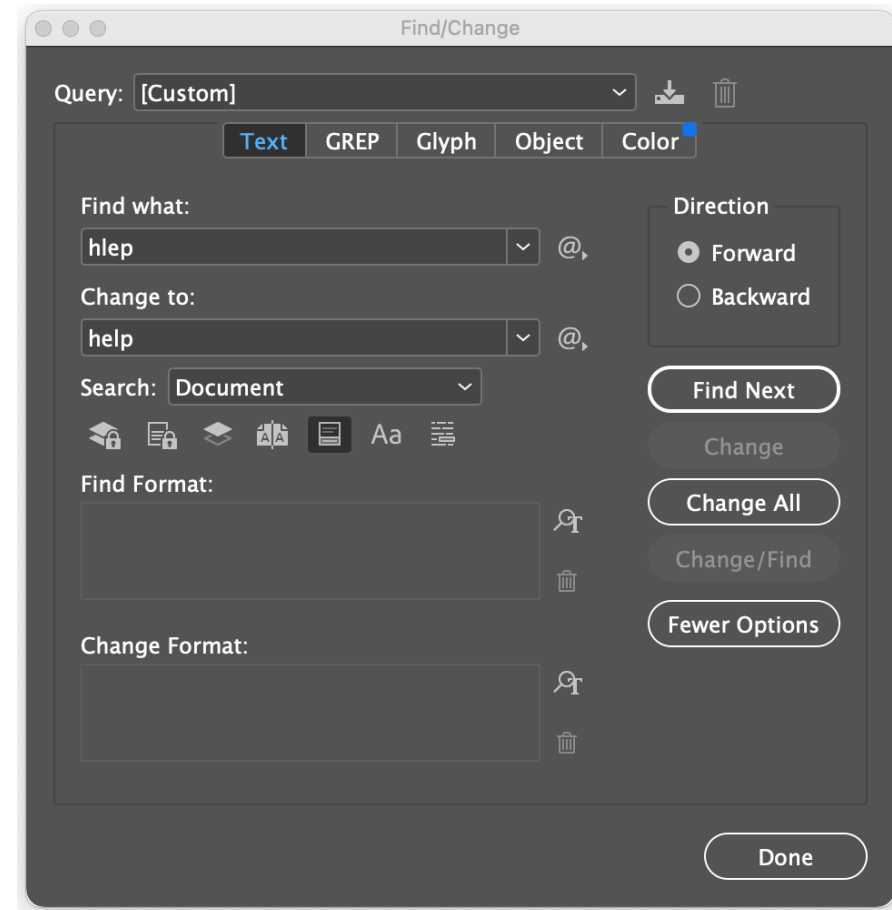 Find/Change
Query: [Custom]
Text GREP Glyph Object Color
Find what:
hlep
@
Change to:
help
@
Search: Document
Aa
Find Format:
Change Format:
Direction
Forward
Backward
Find Next
Change
Change All
Change/Find
Fewer Options
Done